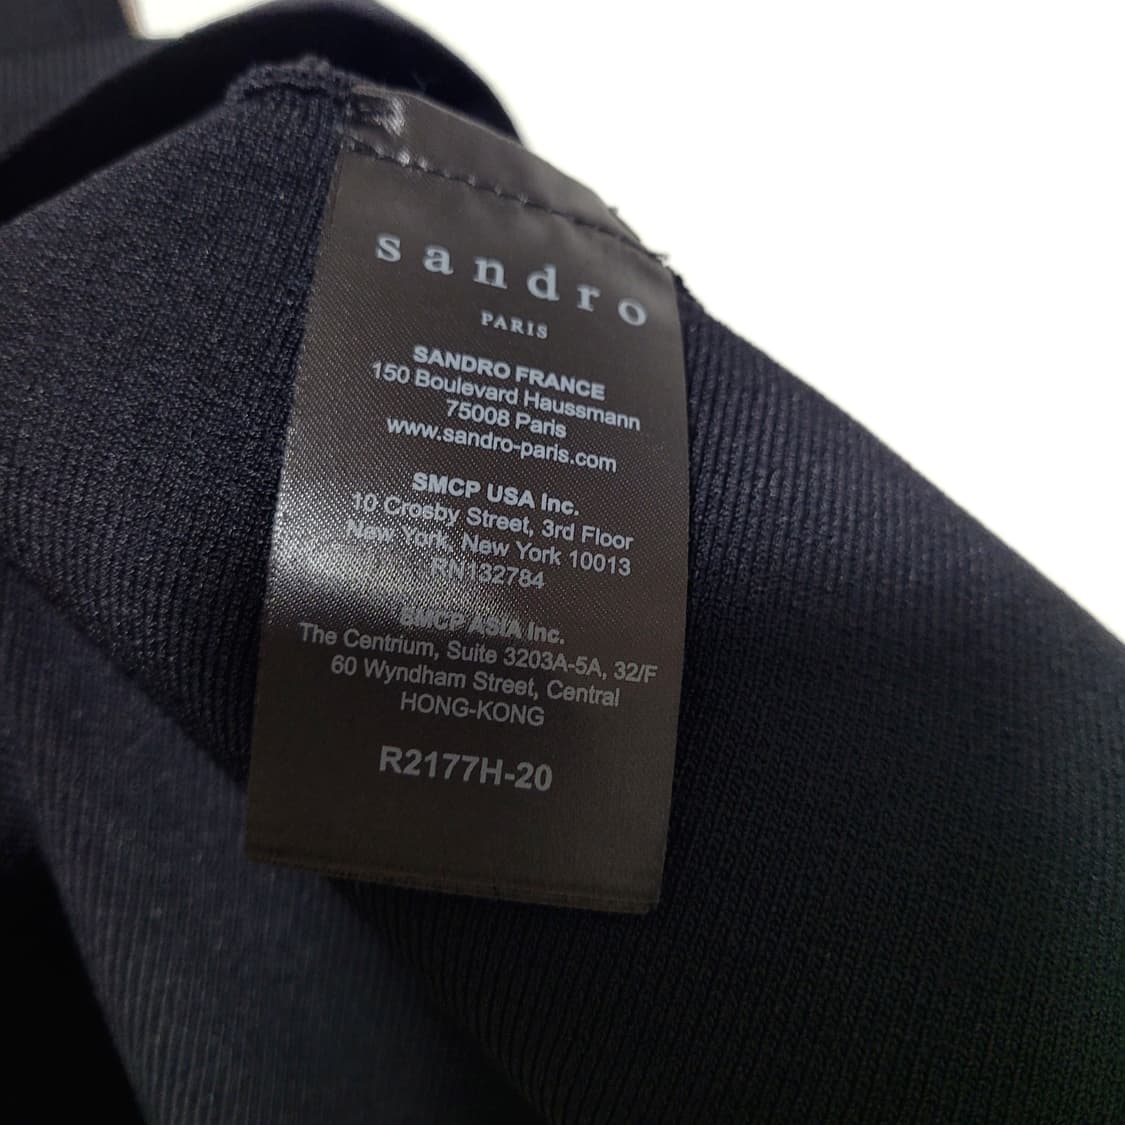 sandro
PARIS
SANDRO FRANCE
150 Boulevard Haussmann
75008 Paris
www.sandro-paris.com
SMCP USA Inc.
10 Crosby Street, 3rd Floor
New York, New York 10013
RN132784
SMCP ASIA Inc.
The Centrium, Suite 3203A-5A, 32/F
60 Wyndham Street, Central
HONG-KONG
R2177H-20